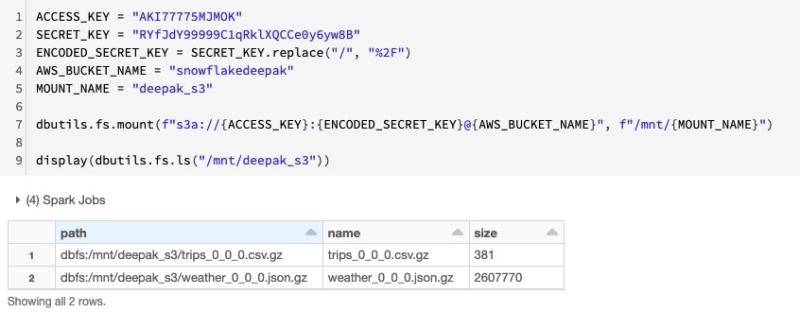 1 ACCESS_KEY = "AKI77775MJMOK"
2 SECRET_KEY = "RYfJdY99999C1qRklXQCCe0y6yw8B"
3 ENCODED_SECRET_KEY = SECRET_KEY.replace("/", "%2F")
4 AWS_BUCKET_NAME = "snowflakedeepak"
5 MOUNT_NAME = "deepak_s3"
6
7 dbutils.fs.mount(f"s3a://{ACCESS_KEY}:{ENCODED_SECRET_KEY}@{AWS_BUCKET_NAME}", f"/mnt/{MOUNT_NAME}")
8
9 display(dbutils.fs.ls("/mnt/deepak_s3"))
(4) Spark Jobs
path name size
1 dbfs:/mnt/deepak_s3/trips_0_0_0.csv.gz trips_0_0_0.csv.gz 381
2 dbfs:/mnt/deepak_s3/weather_0_0_0.json.gz weather_0_0_0.json.gz 2607770
Showing all 2 rows.